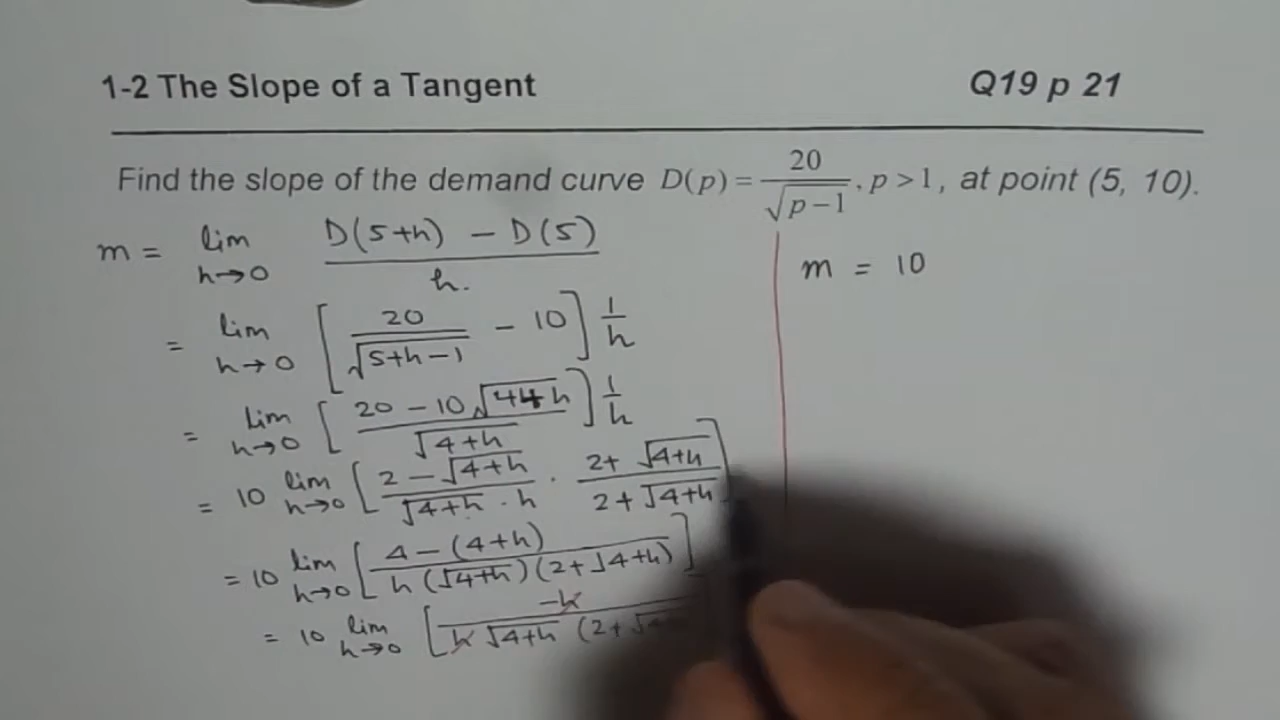 1-2 The Slope of a Tangent Q19 p 21
Find the slope of the demand curve D(p) = 20/√(p−1), p > 1, at point (5, 10).
m = lim h→0 (D(5+h) − D(5))/h.
= lim h→0 [20/√(5+h−1) − 10] 1/h
= lim h→0 [(20 − 10√(4+h))/√(4+h)] 1/h
= 10 lim h→0 [(2 − √(4+h))/(√(4+h) · h) · (2 + √(4+h))/(2 + √(4+h))]
= 10 lim h→0 [(4 − (4+h))/(h(√(4+h))(2+√(4+h)))]
= 10 lim h→0 [−h/(h√(4+h) (2+√
m = 10